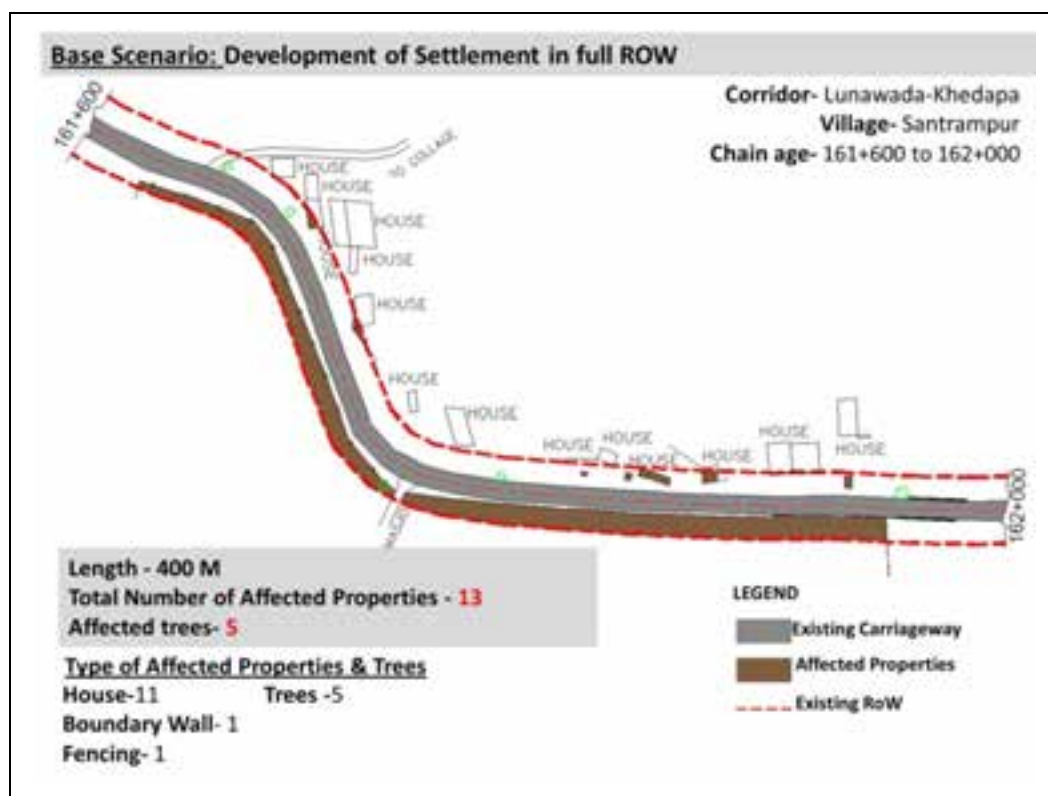 Base Scenario: Development of Settlement in full ROW
Corridor- Lunawada-Khedapa
Village- Santrampur
Chain age- 161+600 to 162+000
161+600
TO COLLAGE
HOUSE
HOUSE
HOUSE
HOUSE
HOUSE
HOUSE
HOUSE
HOUSE
HOUSE
HOUSE
HOUSE
HOUSE
HOUSE
162+000
Length - 400 M
Total Number of Affected Properties - 13
Affected trees- 5
Type of Affected Properties & Trees
House-11 Trees -5
Boundary Wall- 1
Fencing- 1
LEGEND
Existing Carriageway
Affected Properties
Existing RoW